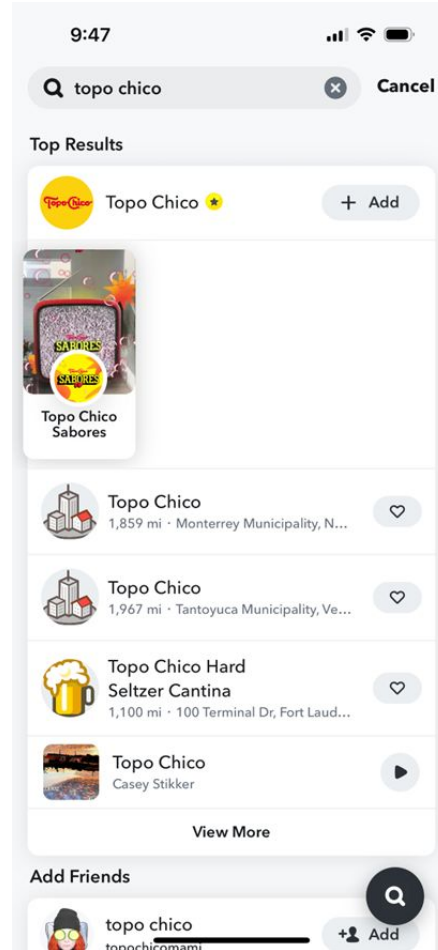 9:47
topo chico
Cancel
Top Results
Topo Chico
Topo Chico
+ Add
SABORES
SABORES
Topo Chico
Sabores
Topo Chico
1,859 mi · Monterrey Municipality, N...
Topo Chico
1,967 mi · Tantoyuca Municipality, Ve...
Topo Chico Hard
Seltzer Cantina
1,100 mi · 100 Terminal Dr, Fort Laud...
Topo Chico
Casey Stikker
View More
Add Friends
topo chico
topochicomami
Add